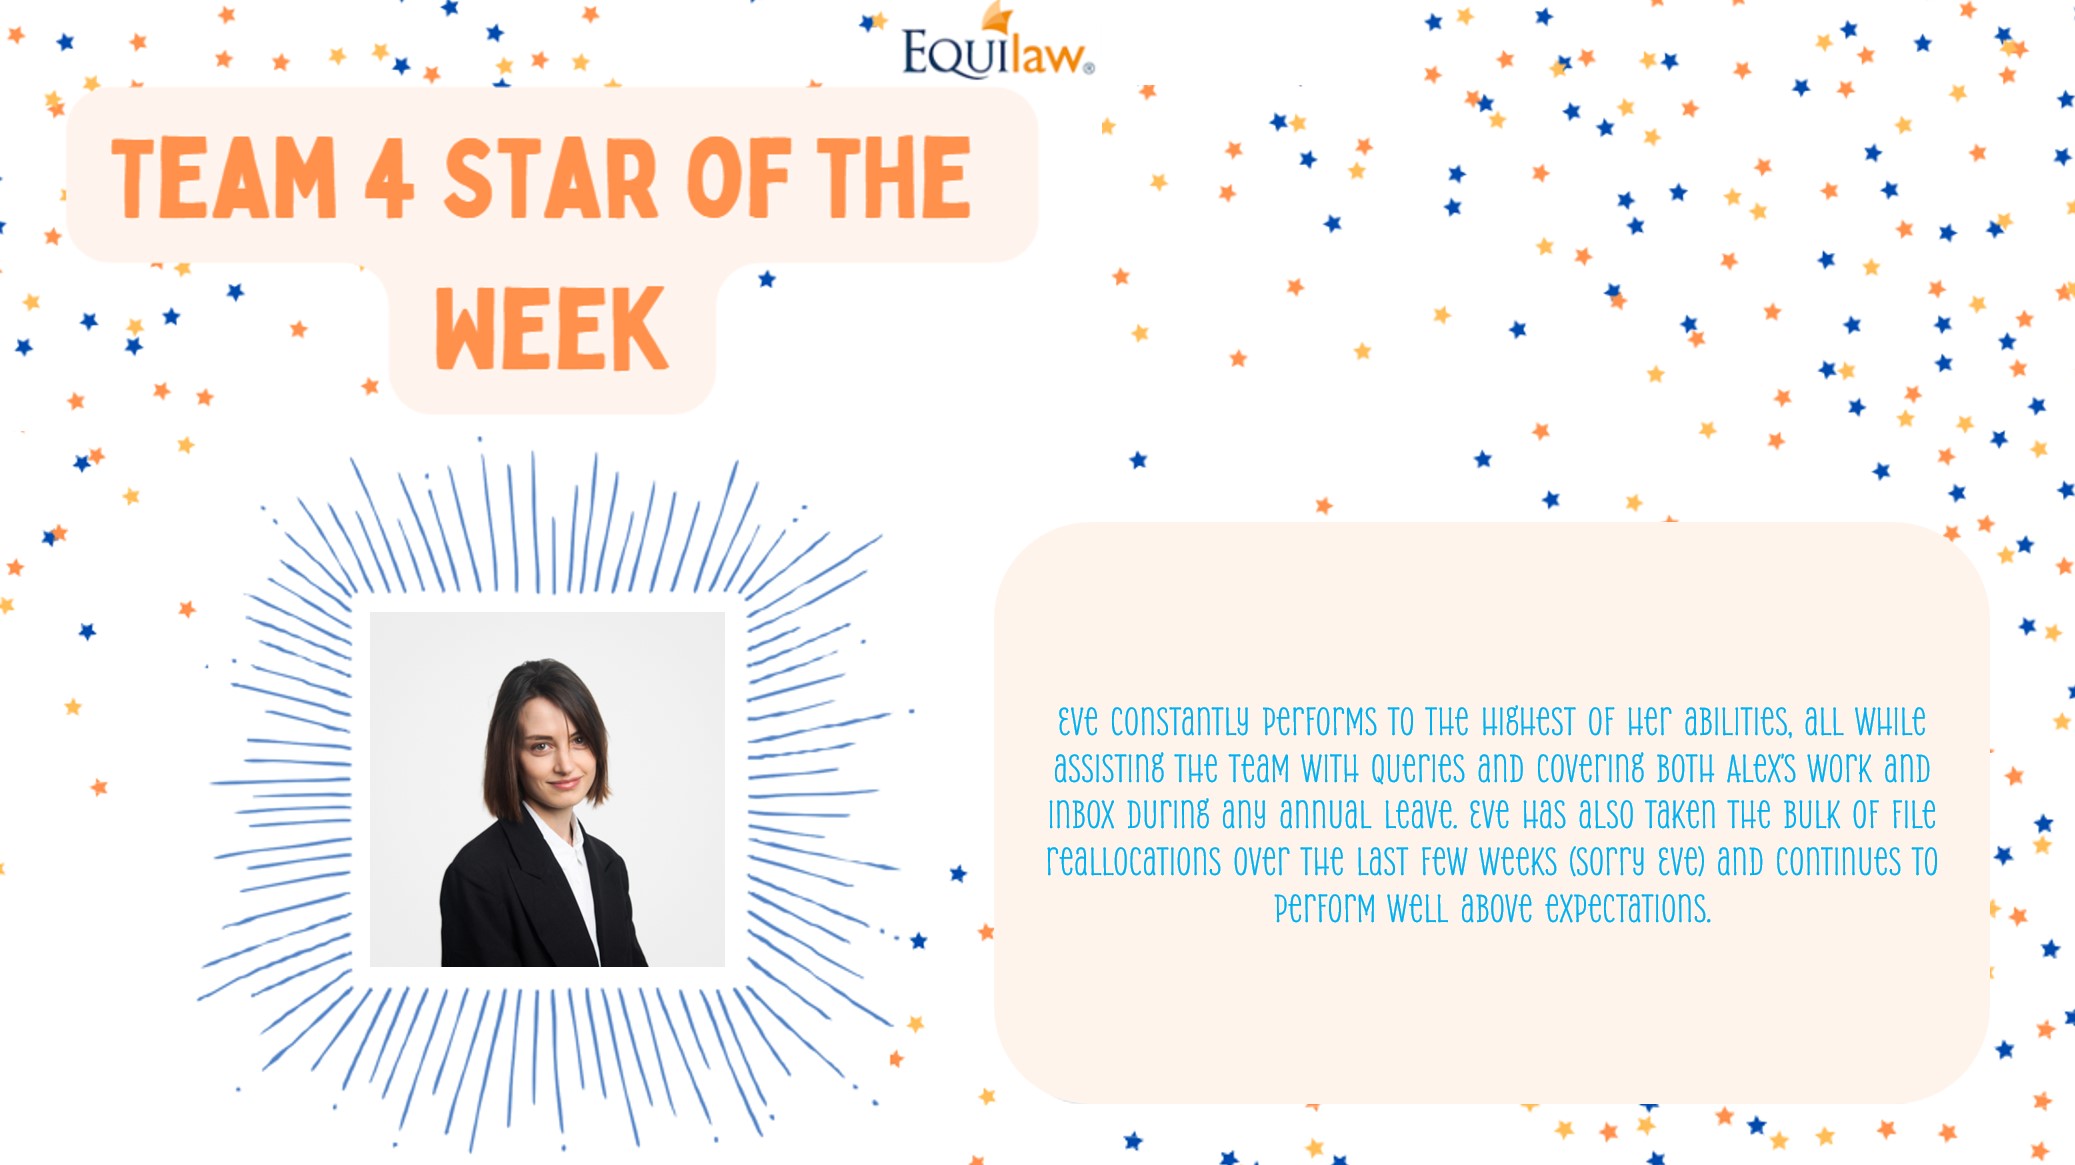 EQUIlaw®
TEAM 4 STAR OF THE
WEEK
Eve constantly performs to the highest of her abilities, all while
assisting the team with queries and covering both Alex's work and
inbox during any annual leave. Eve has also taken the bulk of file
reallocations over the last few weeks (sorry Eve) and continues to
perform well above expectations.